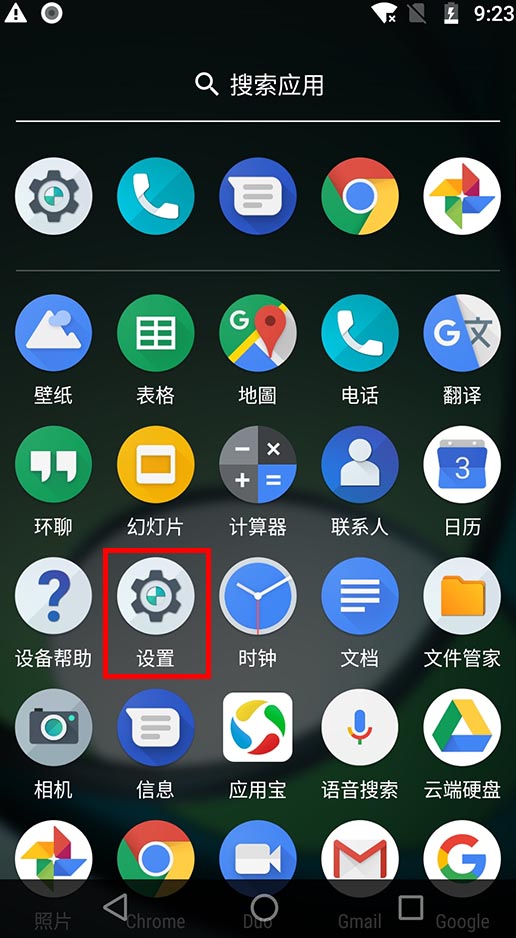 9:23
搜索应用
壁纸 表格 地圖 电话 翻译
环聊 幻灯片 计算器 联系人 日历
设备帮助 设置 时钟 文档 文件管家
相机 信息 应用宝 语音搜索 云端硬盘
照片 Chrome Duo Gmail Google